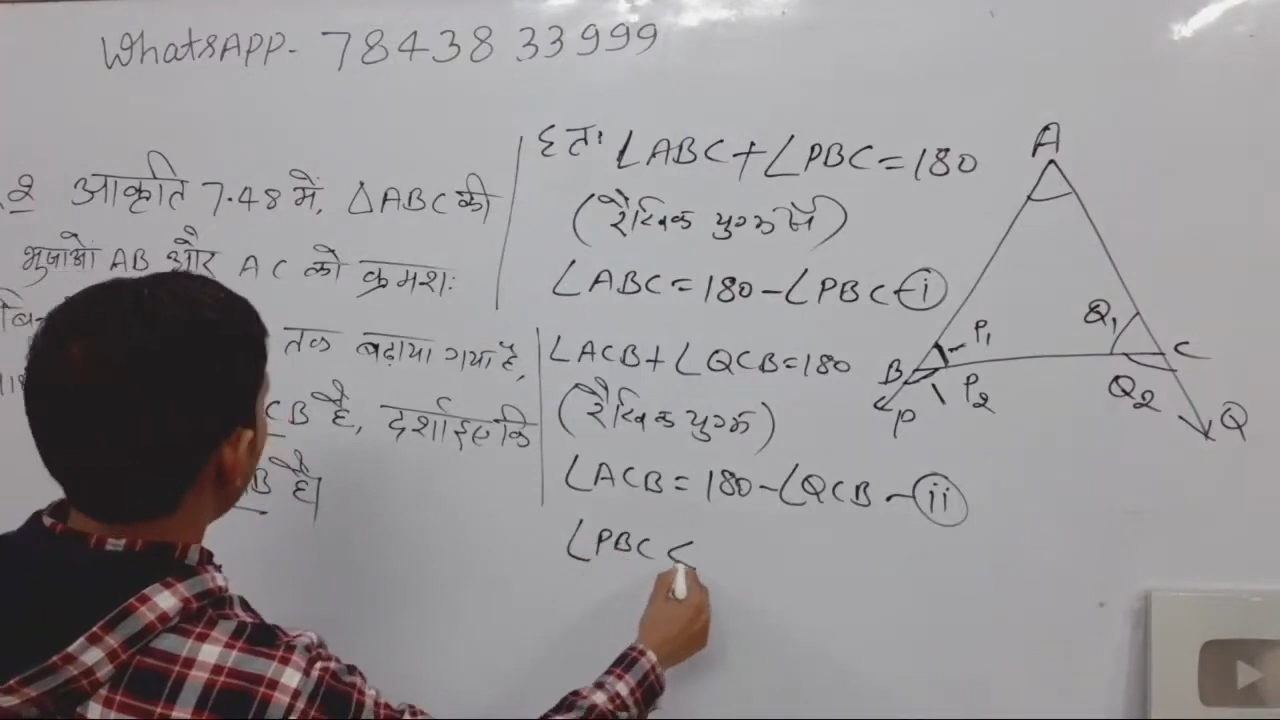 WhatsAPP- 78438 33999
२ आकृति 7.48 में, △ABC की
भुजाओं AB और AC को क्रमशः
तक बढ़ाया गया है,
CB है, दर्शाइए कि
B है।
हलः ∠ABC+∠PBC=180
(रैखिक युग्म से)
∠ABC=180-∠PBC-(i)
∠ACB+∠QCB=180
(रैखिक युग्म)
∠ACB=180-∠QCB-(ii)
∠PBC<
A
Q₁
P₁
B
C
P₂
Q₂
P
Q